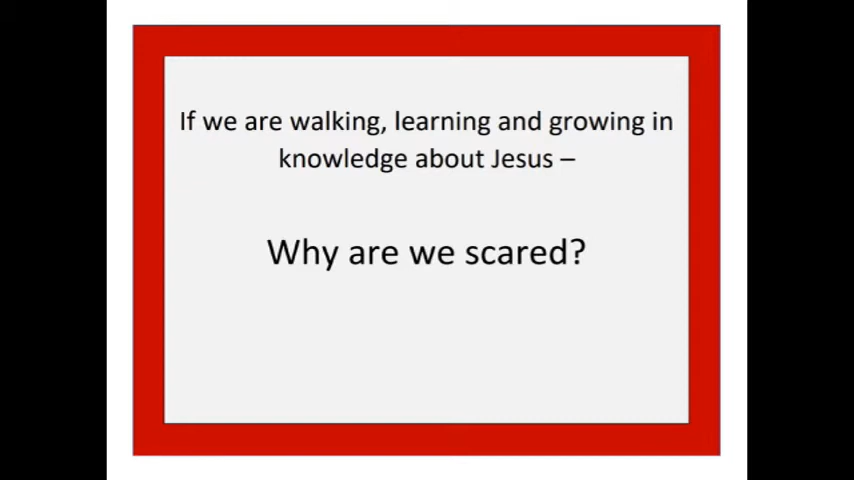 If we are walking, learning and growing in
knowledge about Jesus –
Why are we scared?